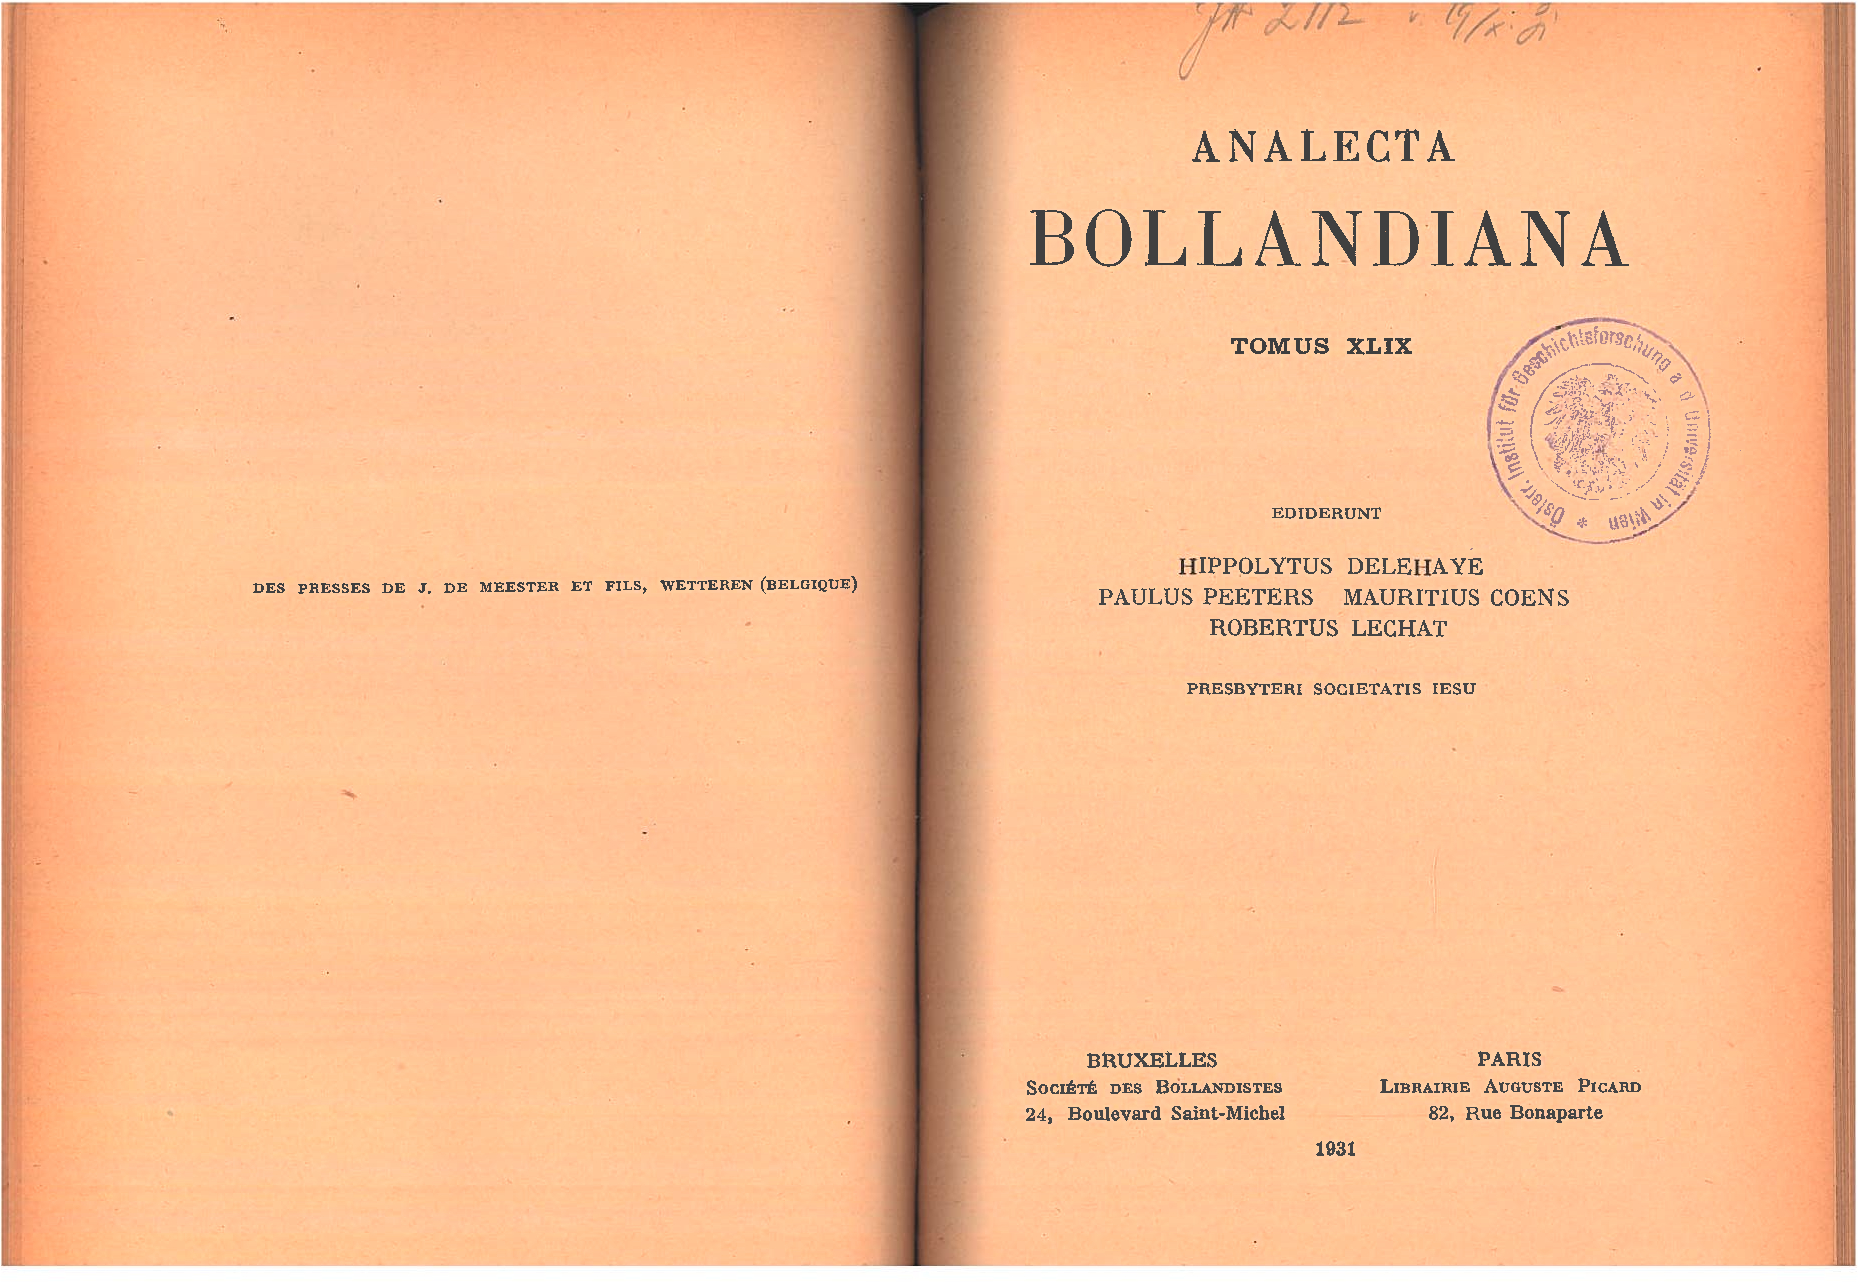 DES PRESSES DE J. DE MEESTER ET FILS, WETTEREN (BELGIQUE)
JA 2112 v. 19/x.31
ANALECTA
BOLLANDIANA
TOMUS XLIX
Österr. Institut für Geschichtsforschung a d Universität in Wien *
EDIDERUNT
HIPPOLYTUS DELEHAYE
PAULUS PEETERS MAURITIUS COENS
ROBERTUS LECHAT
PRESBYTERI SOCIETATIS IESU
BRUXELLES
SOCIÉTÉ DES BOLLANDISTES
24, Boulevard Saint-Michel
PARIS
LIBRAIRIE AUGUSTE PICARD
82, Rue Bonaparte
1931